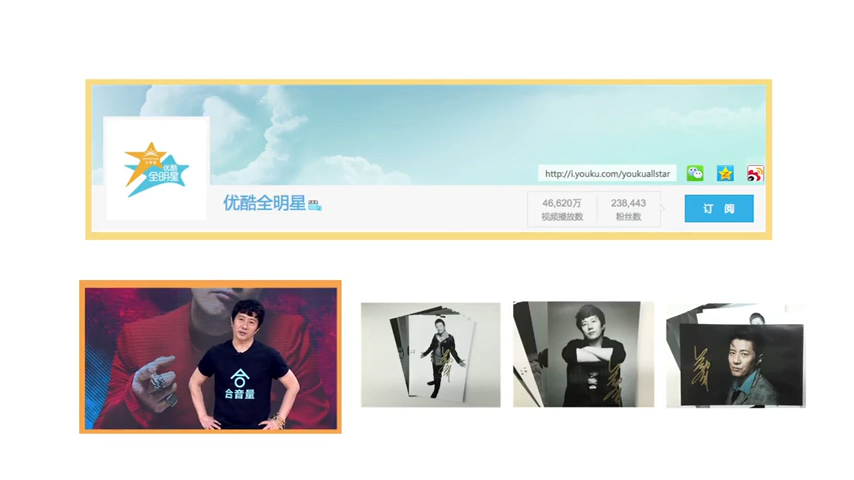 优酷
全明星
http://i.youku.com/youkuallstar
优酷全明星
46,620万
238,443
视频播放数
粉丝数
订 阅
合音量